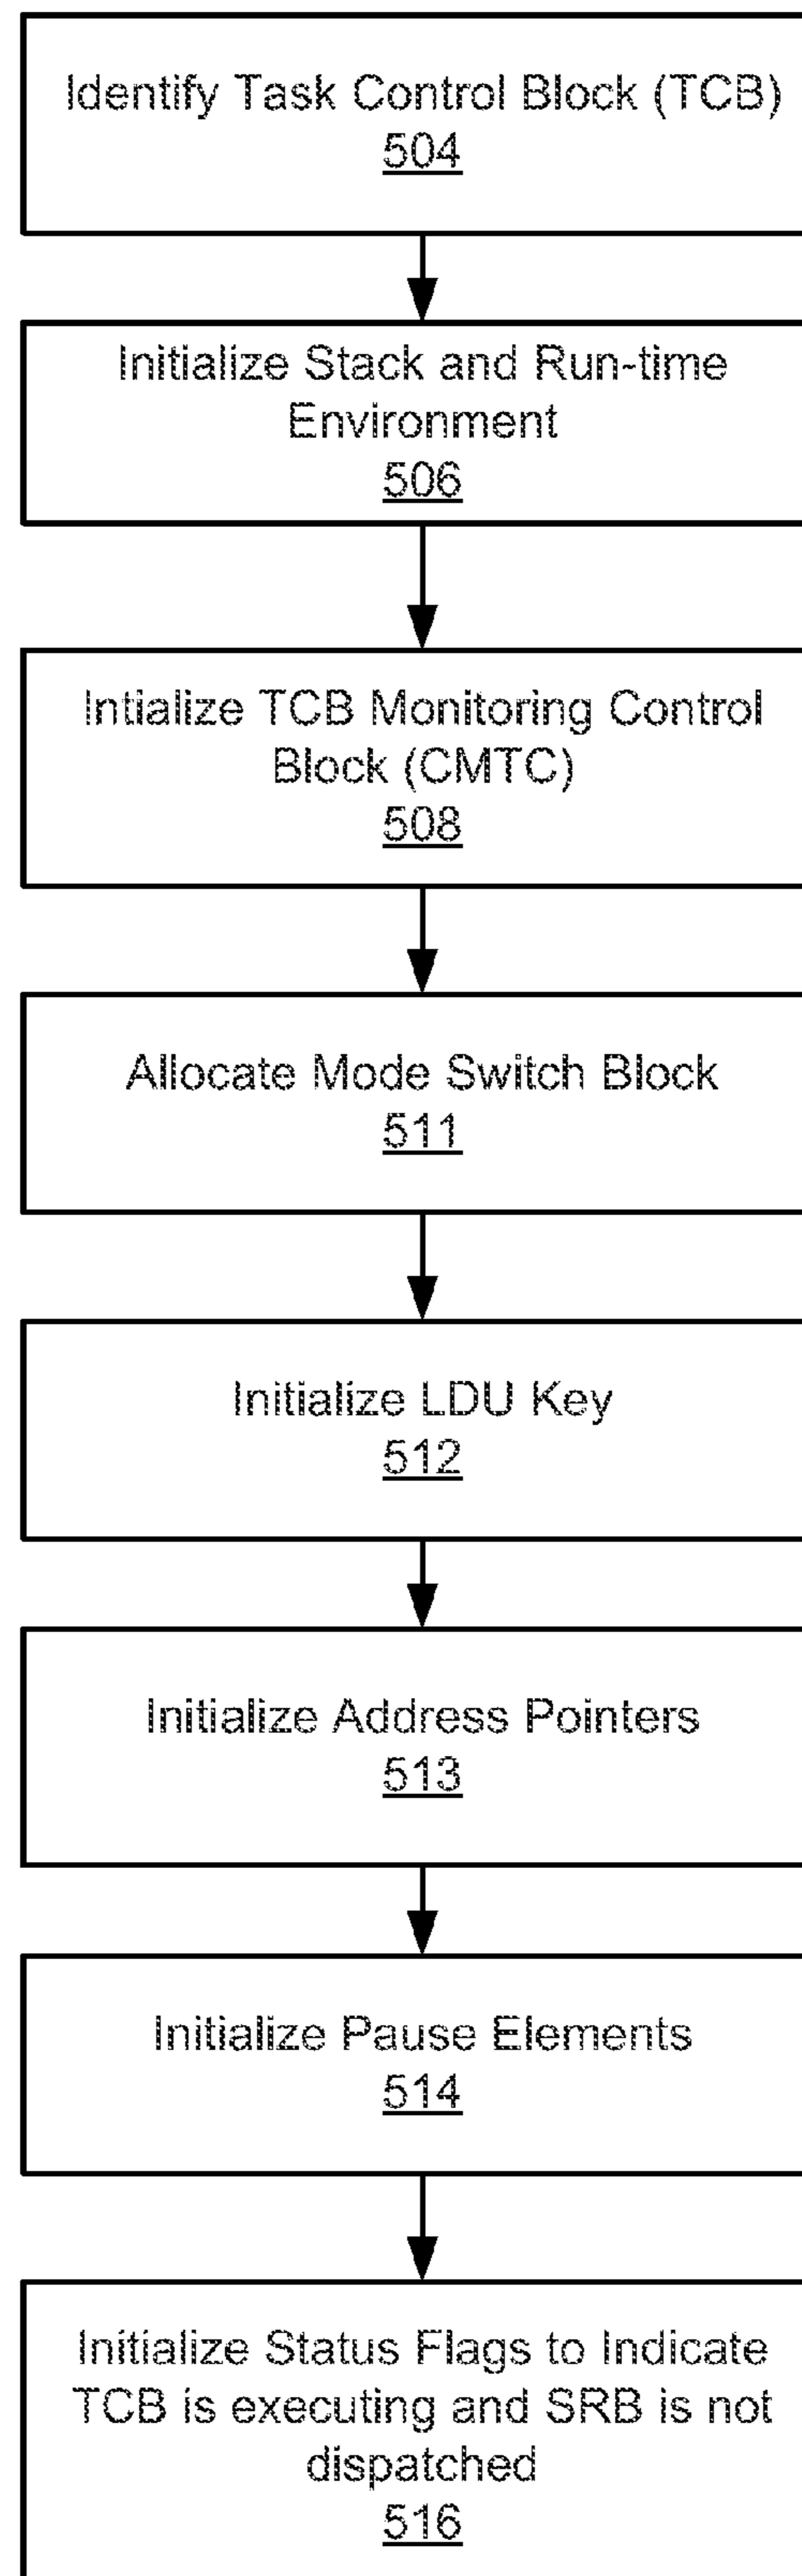 Identify Task Control Block (TCB)
504
Initialize Stack and Run-time
Environment
506
Intialize TCB Monitoring Control
Block (CMTC)
508
Allocate Mode Switch Block
511
Initialize LDU Key
512
Initialize Address Pointers
513
Initialize Pause Elements
514
Initialize Status Flags to Indicate
TCB is executing and SRB is not
dispatched
516